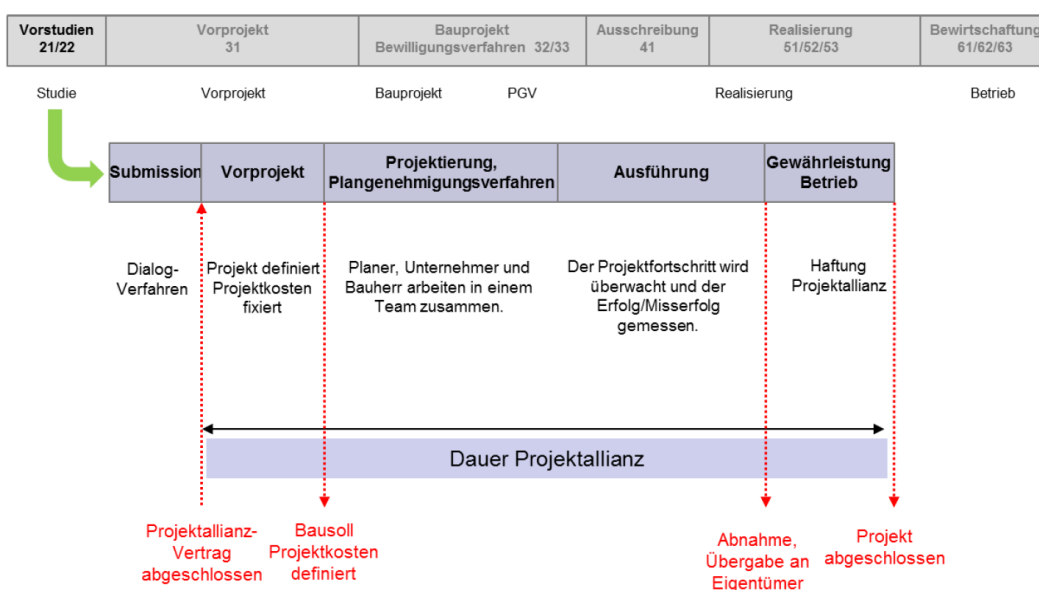 Vorstudien
21/22
Vorprojekt
31
Bauprojekt
Bewilligungsverfahren 32/33
Ausschreibung
41
Realisierung
51/52/53
Bewirtschaftung
61/62/63
Studie
Vorprojekt
Bauprojekt
PGV
Realisierung
Betrieb
Submission
Vorprojekt
Projektierung,
Plangenehmigungsverfahren
Ausführung
Gewährleistung
Betrieb
Dialog-
Verfahren
Projekt definiert
Projektkosten
fixiert
Planer, Unternehmer und
Bauherr arbeiten in einem
Team zusammen.
Der Projektfortschritt wird
überwacht und der
Erfolg/Misserfolg
gemessen.
Haftung
Projektallianz
Dauer Projektallianz
Projektallianz-
Vertrag
abgeschlossen
Bausoll
Projektkosten
definiert
Abnahme,
Übergabe an
Eigentümer
Projekt
abgeschlossen